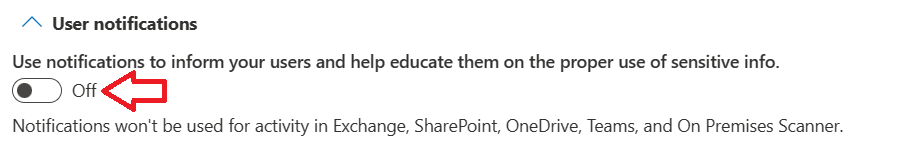 User notifications
Use notifications to inform your users and help educate them on the proper use of sensitive info.
Off
Notifications won't be used for activity in Exchange, SharePoint, OneDrive, Teams, and On Premises Scanner.